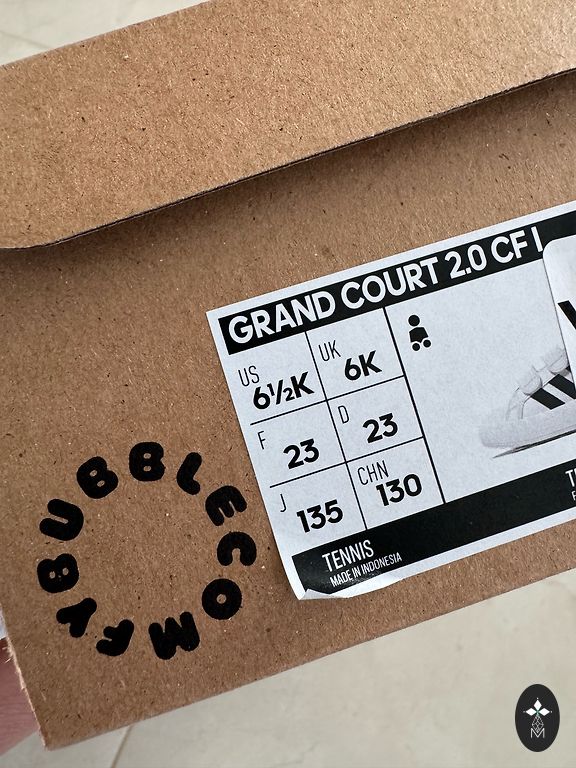 GRAND COURT 2.0 CF I
US 6½K
UK 6K
F 23
D 23
J 135
CHN 130
TENNIS
MADE IN INDONESIA
BUBBLECOMFY
M